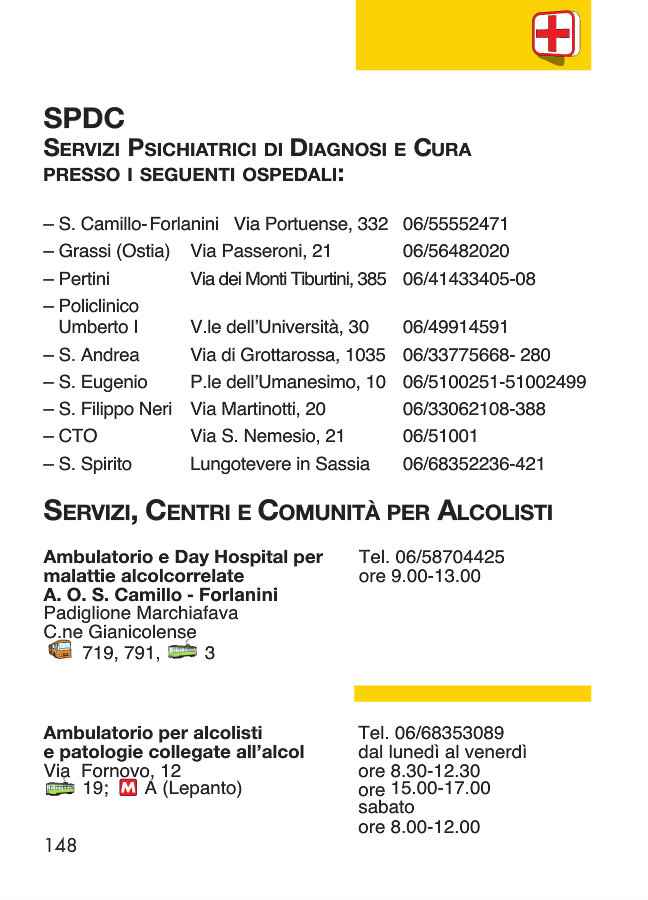 SPDC
SERVIZI PSICHIATRICI DI DIAGNOSI E CURA
PRESSO I SEGUENTI OSPEDALI:
– S. Camillo-Forlanini Via Portuense, 332 06/55552471
– Grassi (Ostia) Via Passeroni, 21 06/56482020
– Pertini Via dei Monti Tiburtini, 385 06/41433405-08
– Policlinico
Umberto I V.le dell'Università, 30 06/49914591
– S. Andrea Via di Grottarossa, 1035 06/33775668- 280
– S. Eugenio P.le dell'Umanesimo, 10 06/5100251-51002499
– S. Filippo Neri Via Martinotti, 20 06/33062108-388
– CTO Via S. Nemesio, 21 06/51001
– S. Spirito Lungotevere in Sassia 06/68352236-421
SERVIZI, CENTRI E COMUNITÀ PER ALCOLISTI
Ambulatorio e Day Hospital per
malattie alcolcorrelate
A. O. S. Camillo - Forlanini
Padiglione Marchiafava
C.ne Gianicolense
719, 791, 3
Tel. 06/58704425
ore 9.00-13.00
Ambulatorio per alcolisti
e patologie collegate all'alcol
Via Fornovo, 12
19; M A (Lepanto)
Tel. 06/68353089
dal lunedì al venerdì
ore 8.30-12.30
ore 15.00-17.00
sabato
ore 8.00-12.00
148